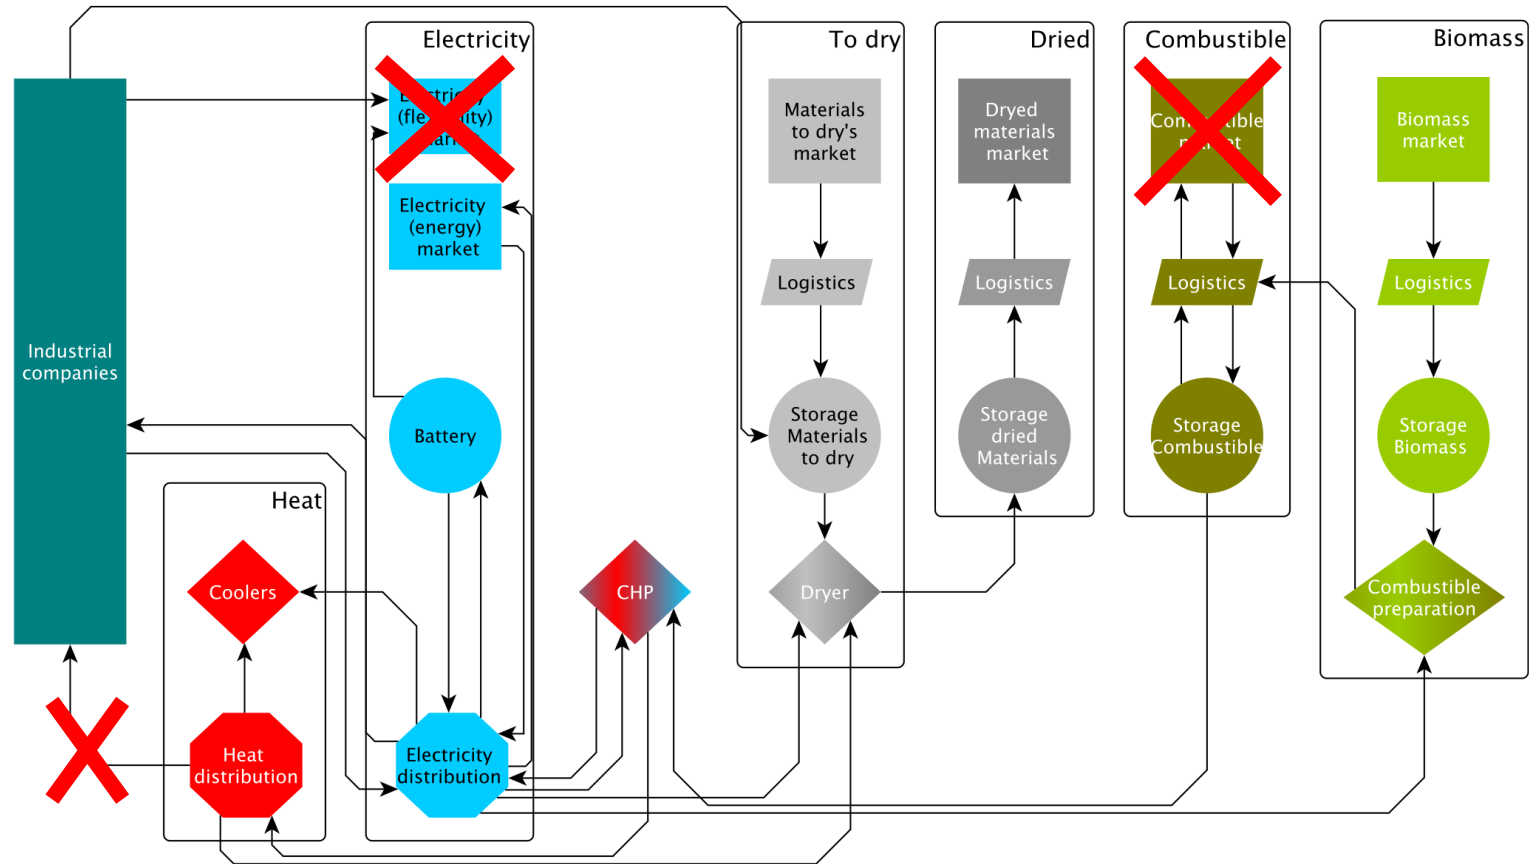 Electricity
To dry
Dried
Combustible
Biomass
(energy)
Electricity
market
Materials
to dry's
market
Dryed
materials
market
Biomass
market
Logistics
Logistics
Logistics
Logistics
Industrial
companies
Battery
Storage
Materials
to dry
Storage
dried
Materials
Storage
Combustible
Storage
Biomass
Heat
Coolers
CHP
Dryer
Combustible
preparation
Heat
distribution
Electricity
distribution